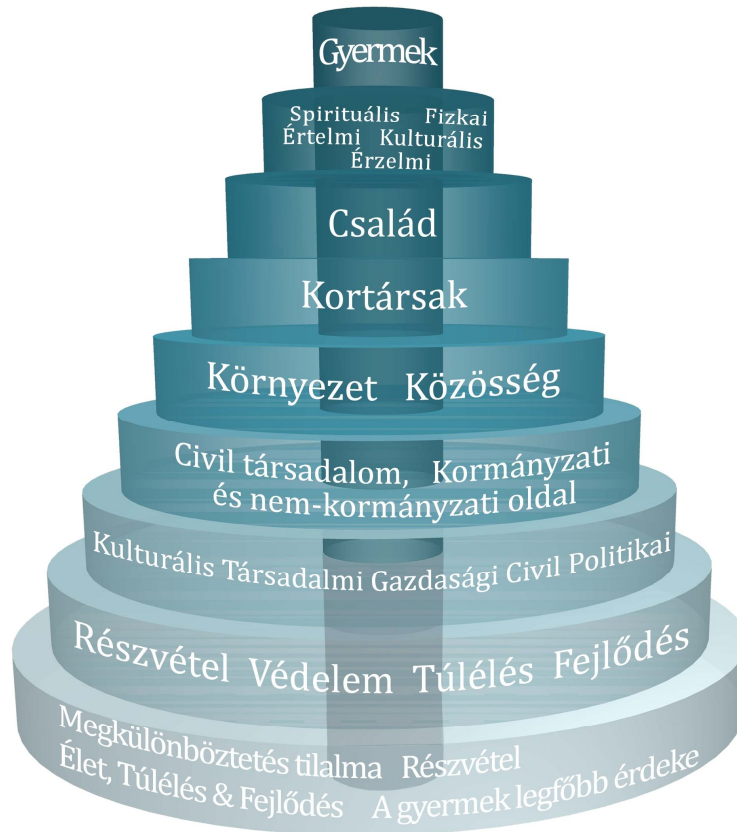 Gyermek
Spirituális Fizkai
Értelmi Kulturális
Érzelmi
Család
Kortársak
Környezet Közösség
Civil társadalom, Kormányzati
és nem-kormányzati oldal
Kulturális Társadalmi Gazdasági Civil Politikai
Részvétel Védelem Túlélés Fejlődés
Megkülönböztetés tilalma Részvétel
Élet, Túlélés & Fejlődés A gyermek legfőbb érdeke